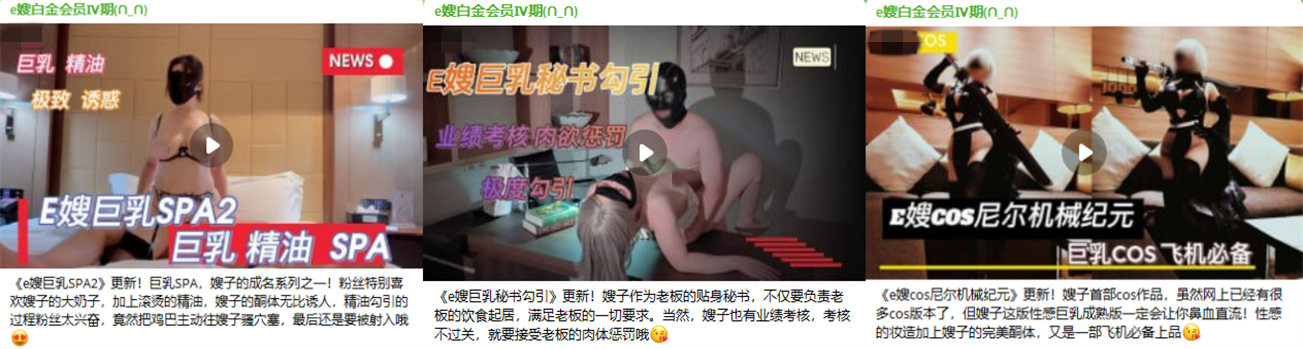 e嫂白金会员IV期(∩_∩)
巨乳 精油
极致 诱惑
NEWS
E嫂巨乳SPA2
巨乳 精油 SPA
《e嫂巨乳SPA2》更新！巨乳SPA，嫂子的成名系列之一！粉丝特别喜
欢嫂子的大奶子，加上滚烫的精油，嫂子的酮体无比诱人，精油勾引的
过程粉丝太兴奋，竟然把鸡巴主动往嫂子骚穴塞，最后还是要被射入哦
😍
e嫂白金会员IV期(∩_∩)
NEWS
E嫂巨乳秘书勾引
业绩考核 肉欲惩罚
极度勾引
《e嫂巨乳秘书勾引》更新！嫂子作为老板的贴身秘书，不仅要负责老
板的饮食起居，满足老板的一切要求。当然，嫂子也有业绩考核，考核
不过关，就要接受老板的肉体惩罚哦😘
e嫂白金会员IV期(∩_∩)
COS
E嫂COS尼尔机械纪元
巨乳COS 飞机必备
《e嫂cos尼尔机械纪元》更新！嫂子首部cos作品，虽然网上已经有很
多cos版本了，但嫂子这版性感巨乳成熟版一定会让你鼻血直流！性感
的妆造加上嫂子的完美酮体，又是一部飞机必备上品😘